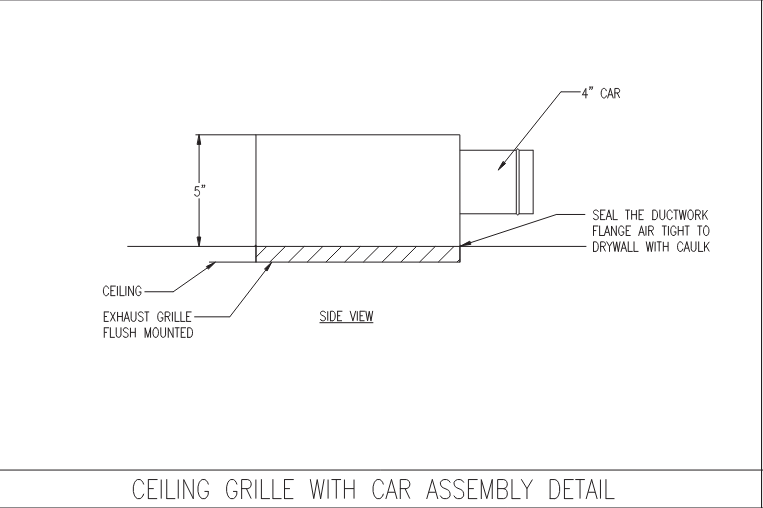 4" CAR
5"
SEAL THE DUCTWORK
FLANGE AIR TIGHT TO
DRYWALL WITH CAULK
CEILING
EXHAUST GRILLE
FLUSH MOUNTED
SIDE VIEW
CEILING GRILLE WITH CAR ASSEMBLY DETAIL